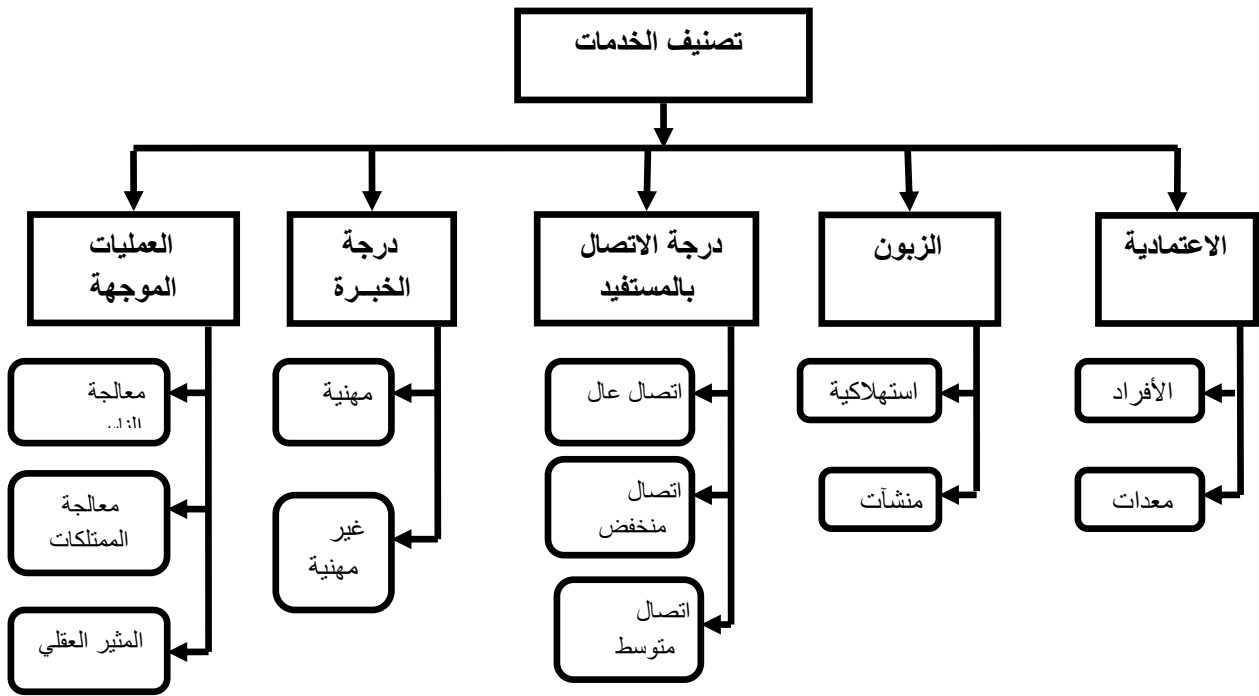 تصنيف الخدمات
الاعتمادية
الزبون
درجة الاتصال
بالمستفيد
درجة
الخبــرة
العمليات
الموجهة
الأفراد
معدات
استهلاكية
منشآت
اتصال عال
اتصال
منخفض
اتصال
متوسط
مهنية
غير
مهنية
معالجة
معالجة
الممتلكات
المثير العقلي